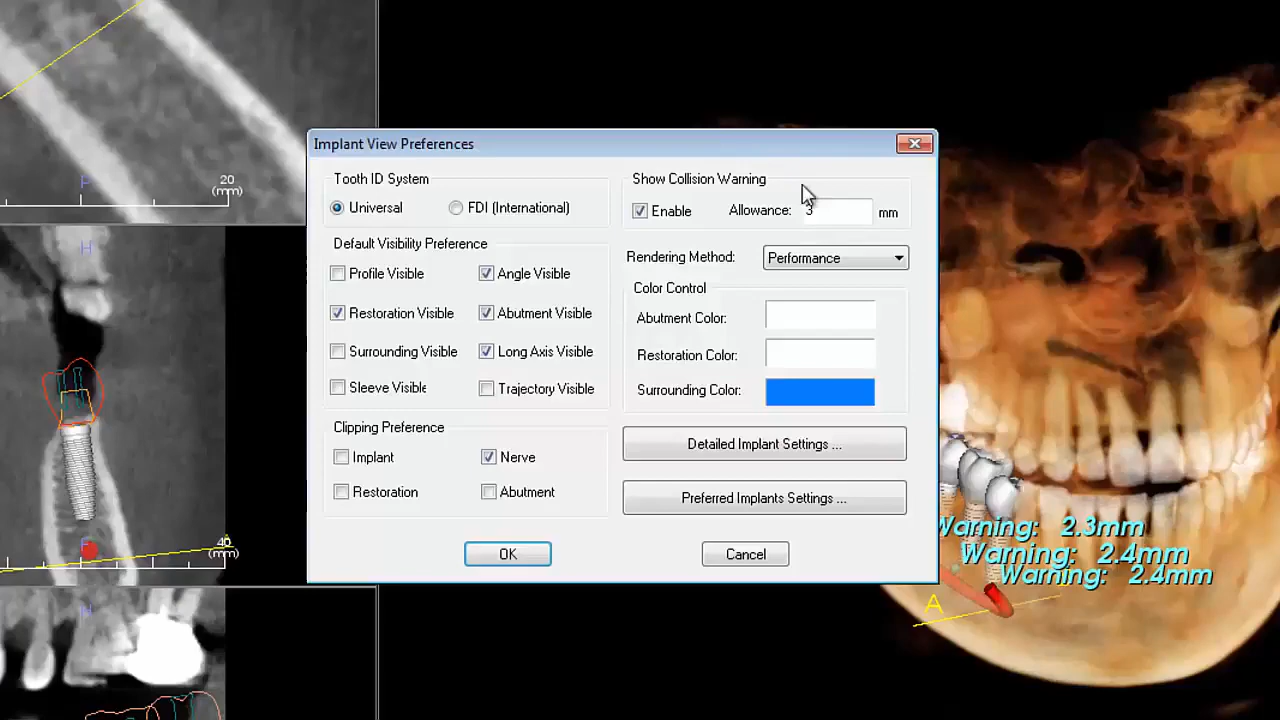 P
20
(mm)
H
F
40
(mm)
H
Implant View Preferences
Tooth ID System
Universal
FDI (International)
Default Visibility Preference
Profile Visible
Angle Visible
Restoration Visible
Abutment Visible
Surrounding Visible
Long Axis Visible
Sleeve Visible
Trajectory Visible
Clipping Preference
Implant
Nerve
Restoration
Abutment
Show Collision Warning
Enable
Allowance: 3 mm
Rendering Method: Performance
Color Control
Abutment Color:
Restoration Color:
Surrounding Color:
Detailed Implant Settings ...
Preferred Implants Settings ...
OK
Cancel
Warning: 2.3mm
Warning: 2.4mm
Warning: 2.4mm
A